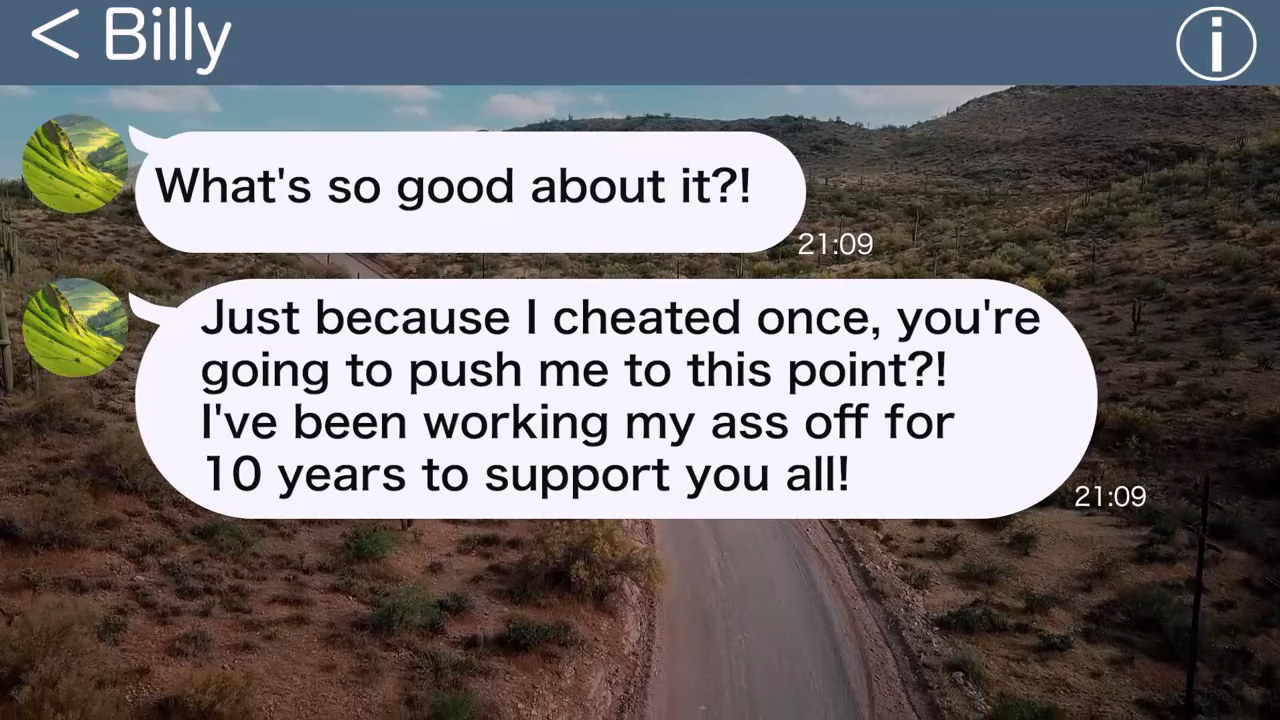 < Billy
What's so good about it?!
21:09
Just because I cheated once, you're
going to push me to this point?!
I've been working my ass off for
10 years to support you all!
21:09